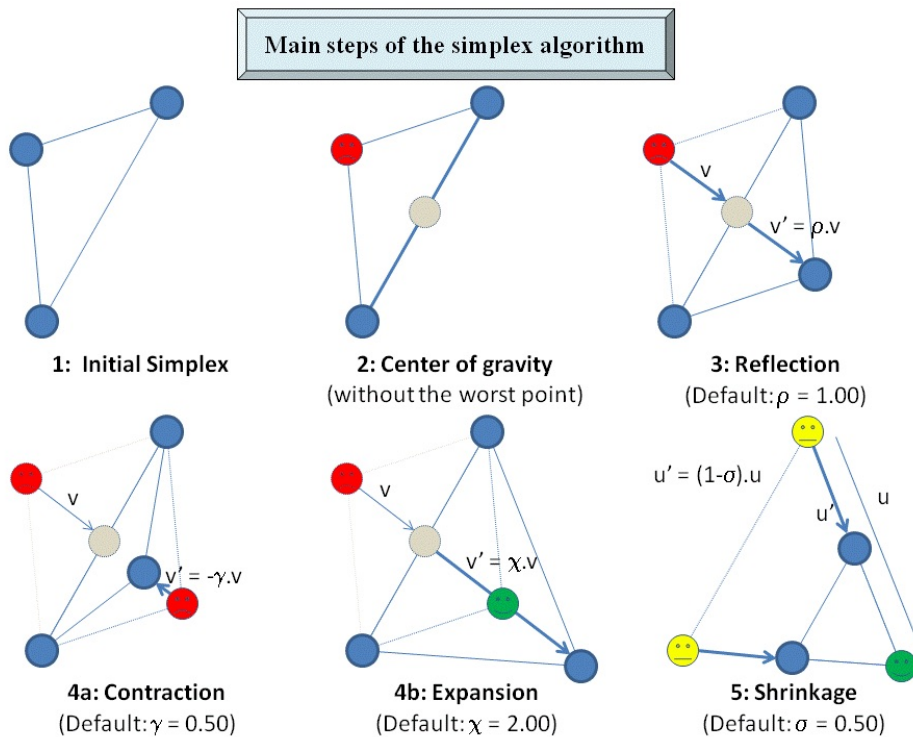 Main steps of the simplex algorithm
v
v' = ρ.v
1: Initial Simplex
2: Center of gravity
(without the worst point)
3: Reflection
(Default: ρ = 1.00)
v
v' = -γ.v
v
v' = χ.v
u' = (1-σ).u
u'
u
4a: Contraction
(Default: γ = 0.50)
4b: Expansion
(Default: χ = 2.00)
5: Shrinkage
(Default: σ = 0.50)